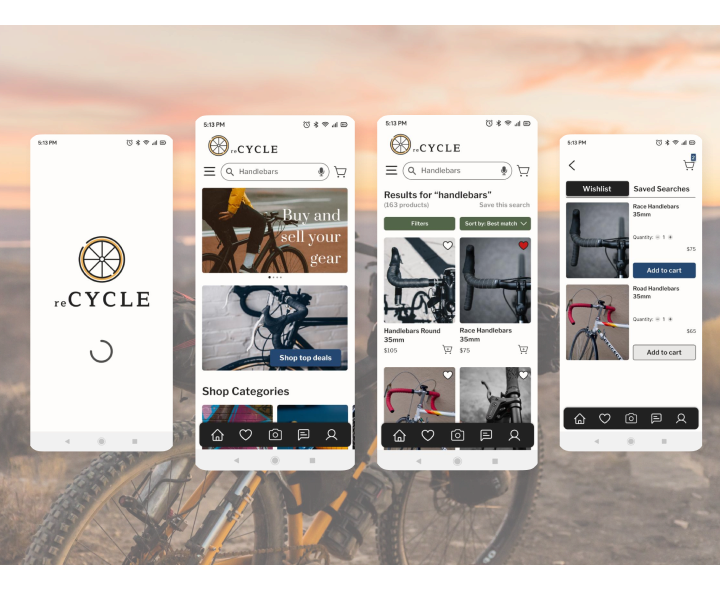 5:13 PM
reCYCLE
5:13 PM
reCYCLE
Handlebars
Buy and
sell your
gear
Shop top deals
Shop Categories
5:13 PM
reCYCLE
Handlebars
Results for “handlebars”
(163 products) Save this search
Filters Sort by: Best match
Handlebars Round
35mm
$105
Race Handlebars
35mm
$75
5:13 PM
Wishlist Saved Searches
Race Handlebars
35mm
Quantity: 1
$75
Add to cart
Road Handlebars
35mm
Quantity: 1
$65
Add to cart